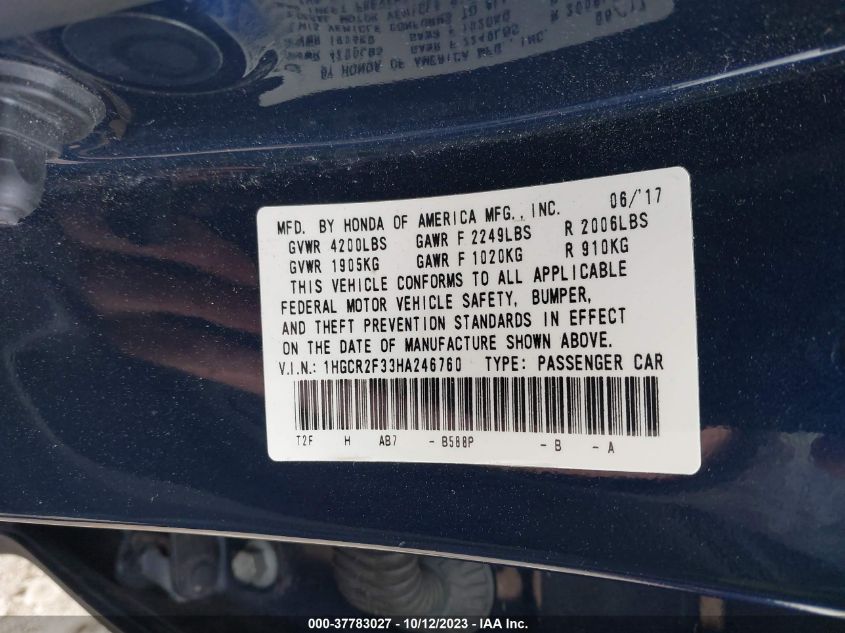 MFD. BY HONDA OF AMERICA MFG., INC. 06/'17
GVWR 4200LBS GAWR F 2249LBS R 2006LBS
GVWR 1905KG GAWR F 1020KG R 910KG
THIS VEHICLE CONFORMS TO ALL APPLICABLE
FEDERAL MOTOR VEHICLE SAFETY, BUMPER,
AND THEFT PREVENTION STANDARDS IN EFFECT
ON THE DATE OF MANUFACTURE SHOWN ABOVE.
V.I.N.: 1HGCR2F33HA246760 TYPE: PASSENGER CAR
T2F H AB7 - B588P - B - A
000-37783027 - 10/12/2023 - IAA Inc.